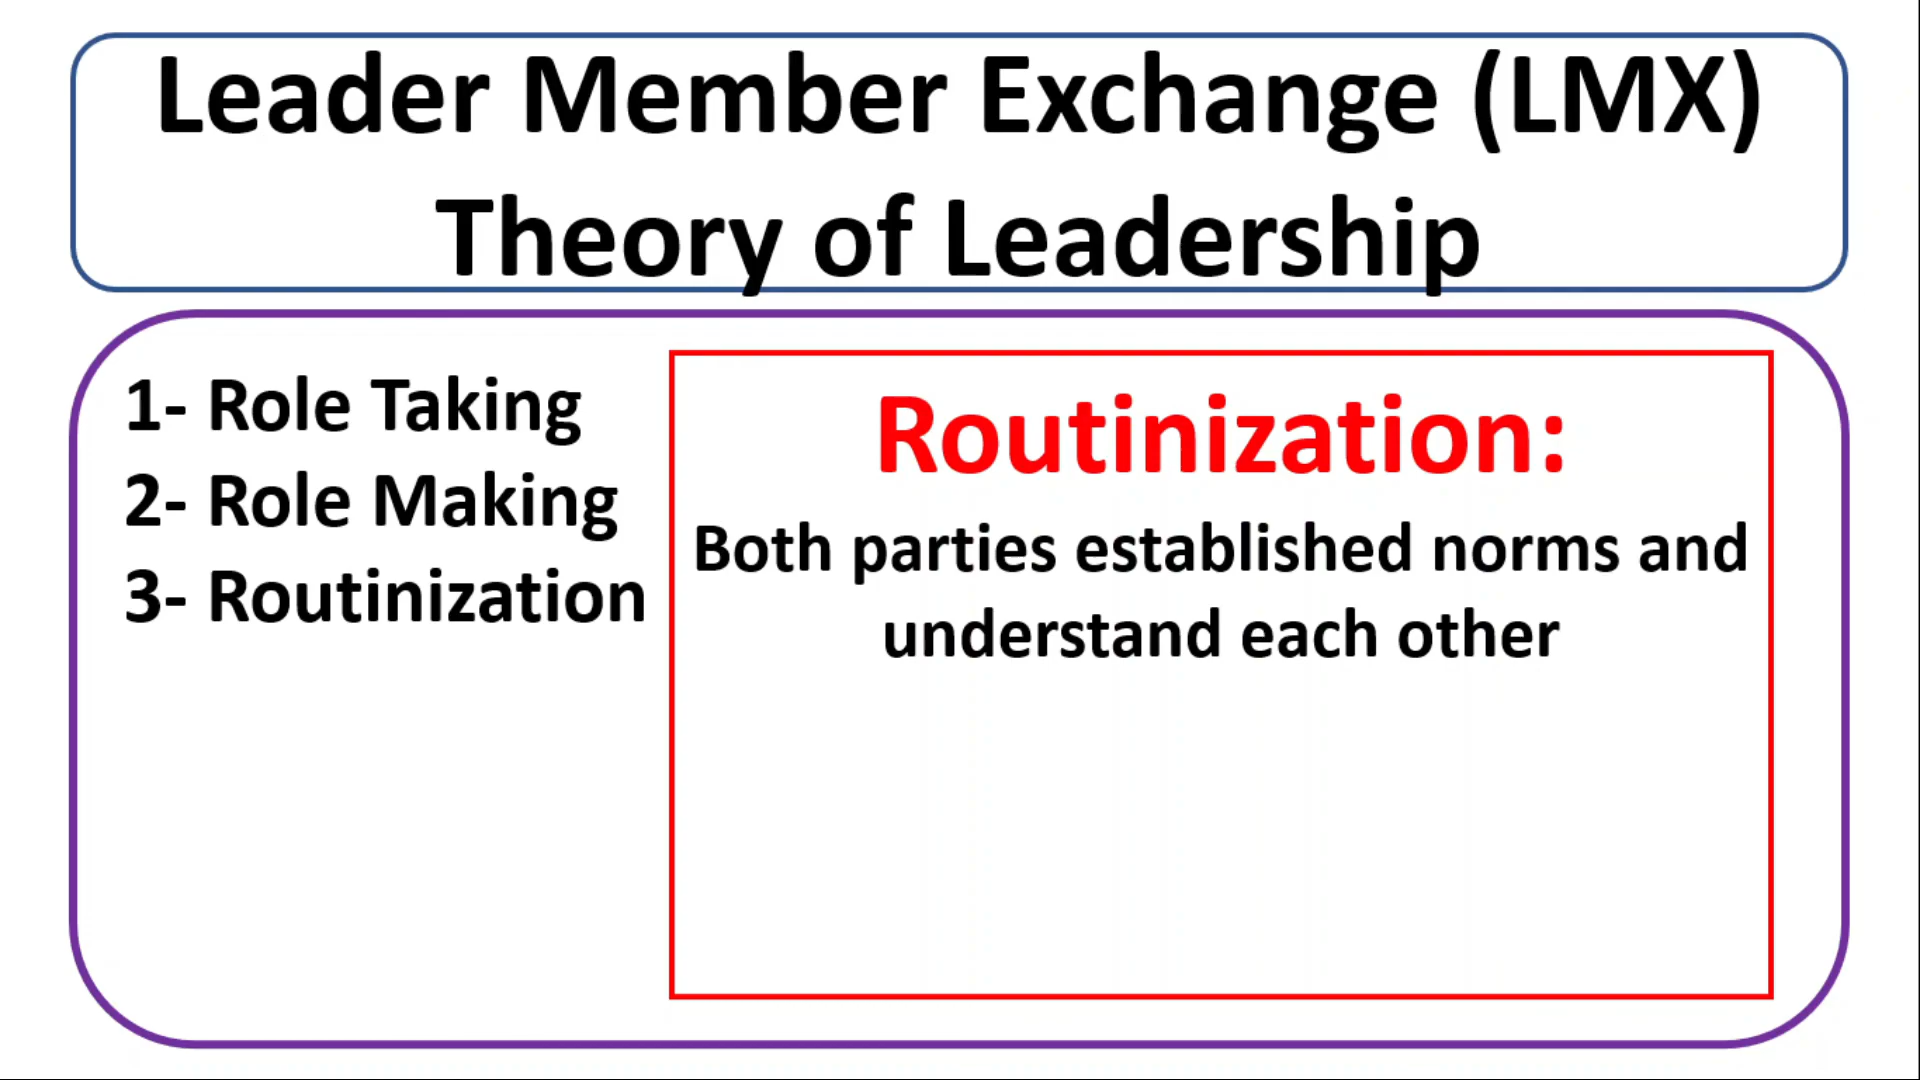 Leader Member Exchange (LMX)
Theory of Leadership
1- Role Taking
2- Role Making
3- Routinization
Routinization:
Both parties established norms and
understand each other